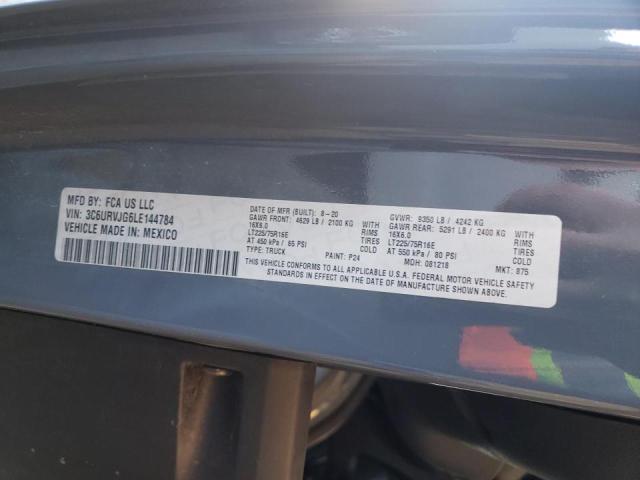 MFD BY: FCA US LLC
VIN: 3C6URVJG6LE144784
VEHICLE MADE IN: MEXICO
DATE OF MFR (BUILT): 8-20 GVWR: 9350 LB / 4242 KG
GAWR FRONT: 4629 LB / 2100 KG WITH GAWR REAR: 5291 LB / 2400 KG WITH
16X6.0 RIMS 16X6.0 RIMS
LT225/75R16E TIRES LT225/75R16E TIRES
AT 450 kPa / 65 PSI COLD AT 550 kPa / 80 PSI COLD
TYPE: TRUCK PAINT: P24 MDH: 081218 MKT: 875
THIS VEHICLE CONFORMS TO ALL APPLICABLE U.S.A. FEDERAL MOTOR VEHICLE SAFETY
STANDARDS IN EFFECT ON THE DATE OF MANUFACTURE SHOWN ABOVE.